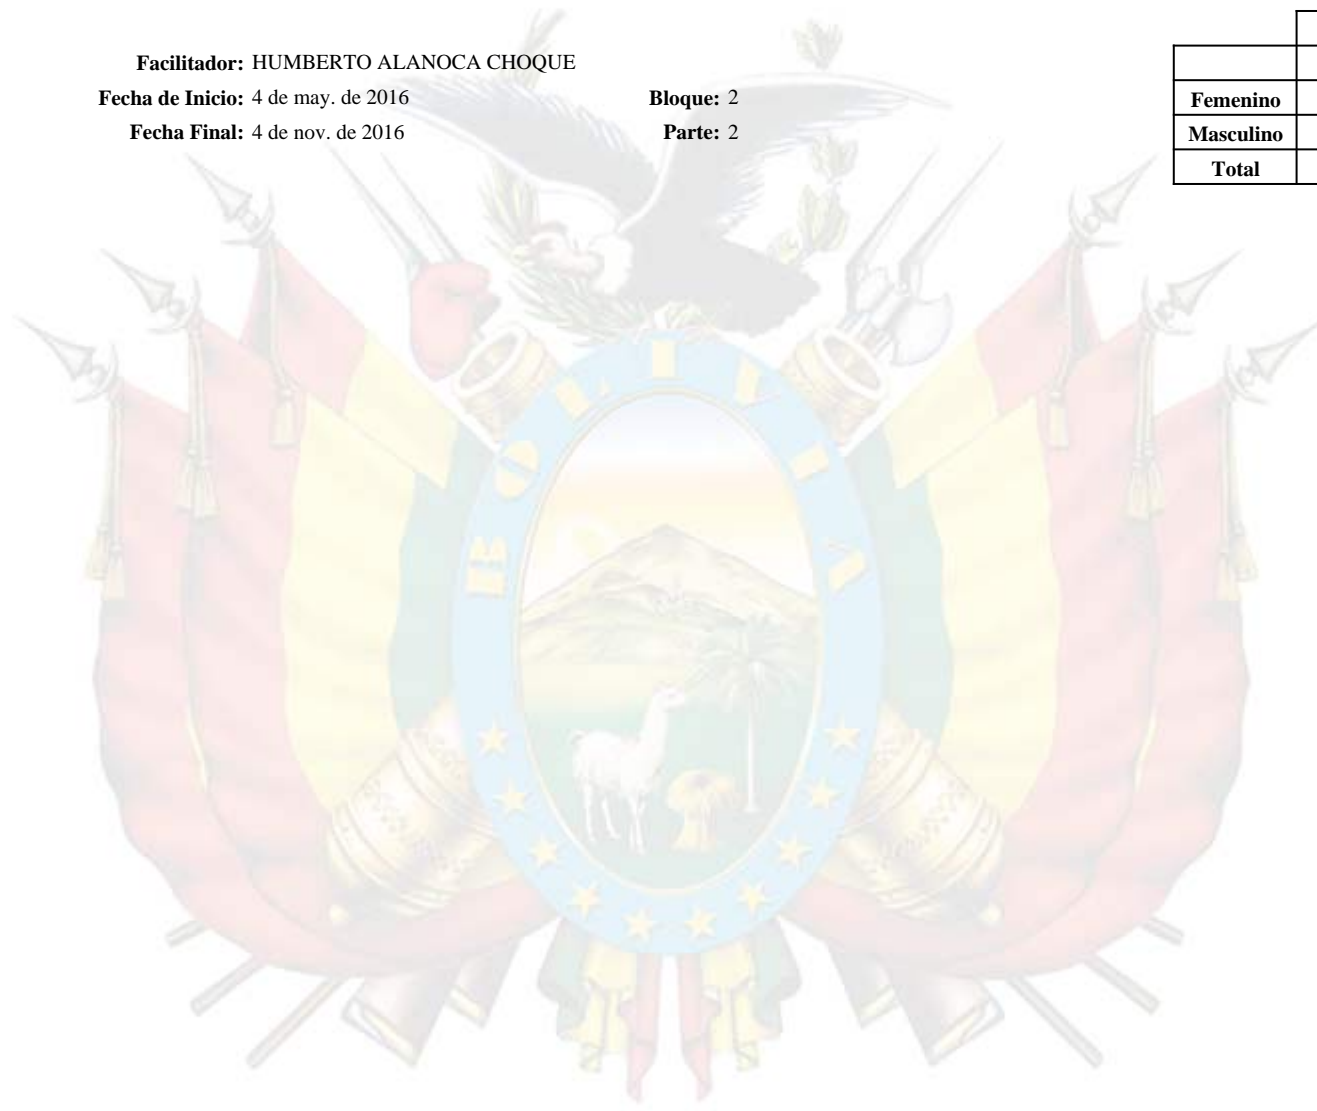 Facilitador: HUMBERTO ALANOCA CHOQUE
Fecha de Inicio: 4 de may. de 2016 Bloque: 2
Fecha Final: 4 de nov. de 2016 Parte: 2
Femenino
Masculino
Total
BOLIVIA